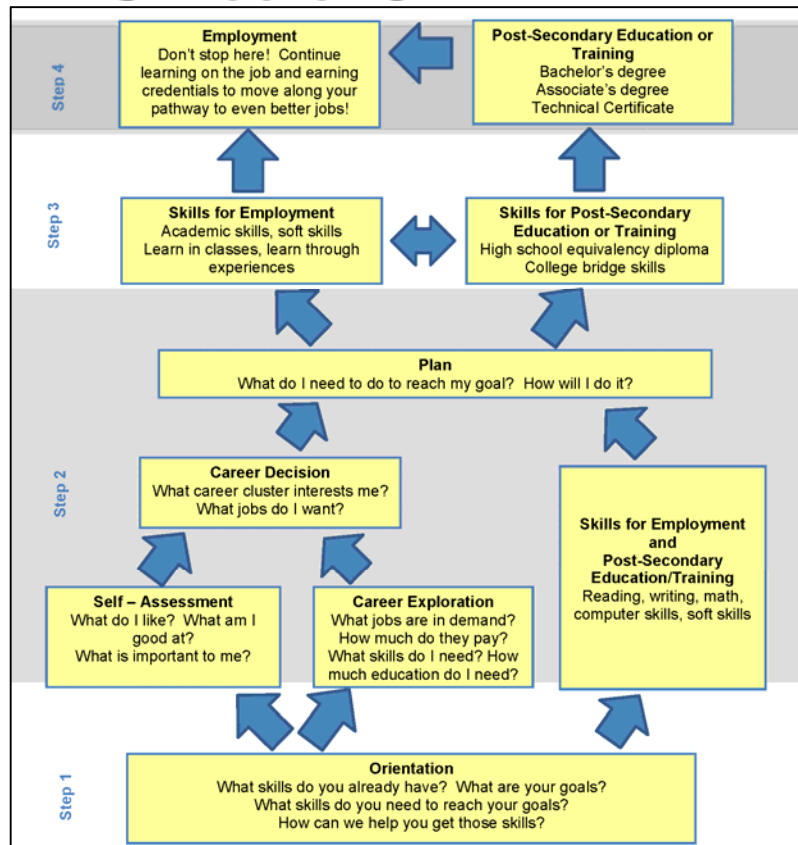 Step 4
Employment
Don't stop here!  Continue
learning on the job and earning
credentials to move along your
pathway to even better jobs!
Post-Secondary Education or
Training
Bachelor's degree
Associate's degree
Technical Certificate
Step 3
Skills for Employment
Academic skills, soft skills
Learn in classes, learn through
experiences
Skills for Post-Secondary
Education or Training
High school equivalency diploma
College bridge skills
Step 2
Plan
What do I need to do to reach my goal?  How will I do it?
Career Decision
What career cluster interests me?
What jobs do I want?
Skills for Employment
and
Post-Secondary
Education/Training
Reading, writing, math,
computer skills, soft skills
Self – Assessment
What do I like?  What am I
good at?
What is important to me?
Career Exploration
What jobs are in demand?
How much do they pay?
What skills do I need? How
much education do I need?
Step 1
Orientation
What skills do you already have?  What are your goals?
What skills do you need to reach your goals?
How can we help you get those skills?